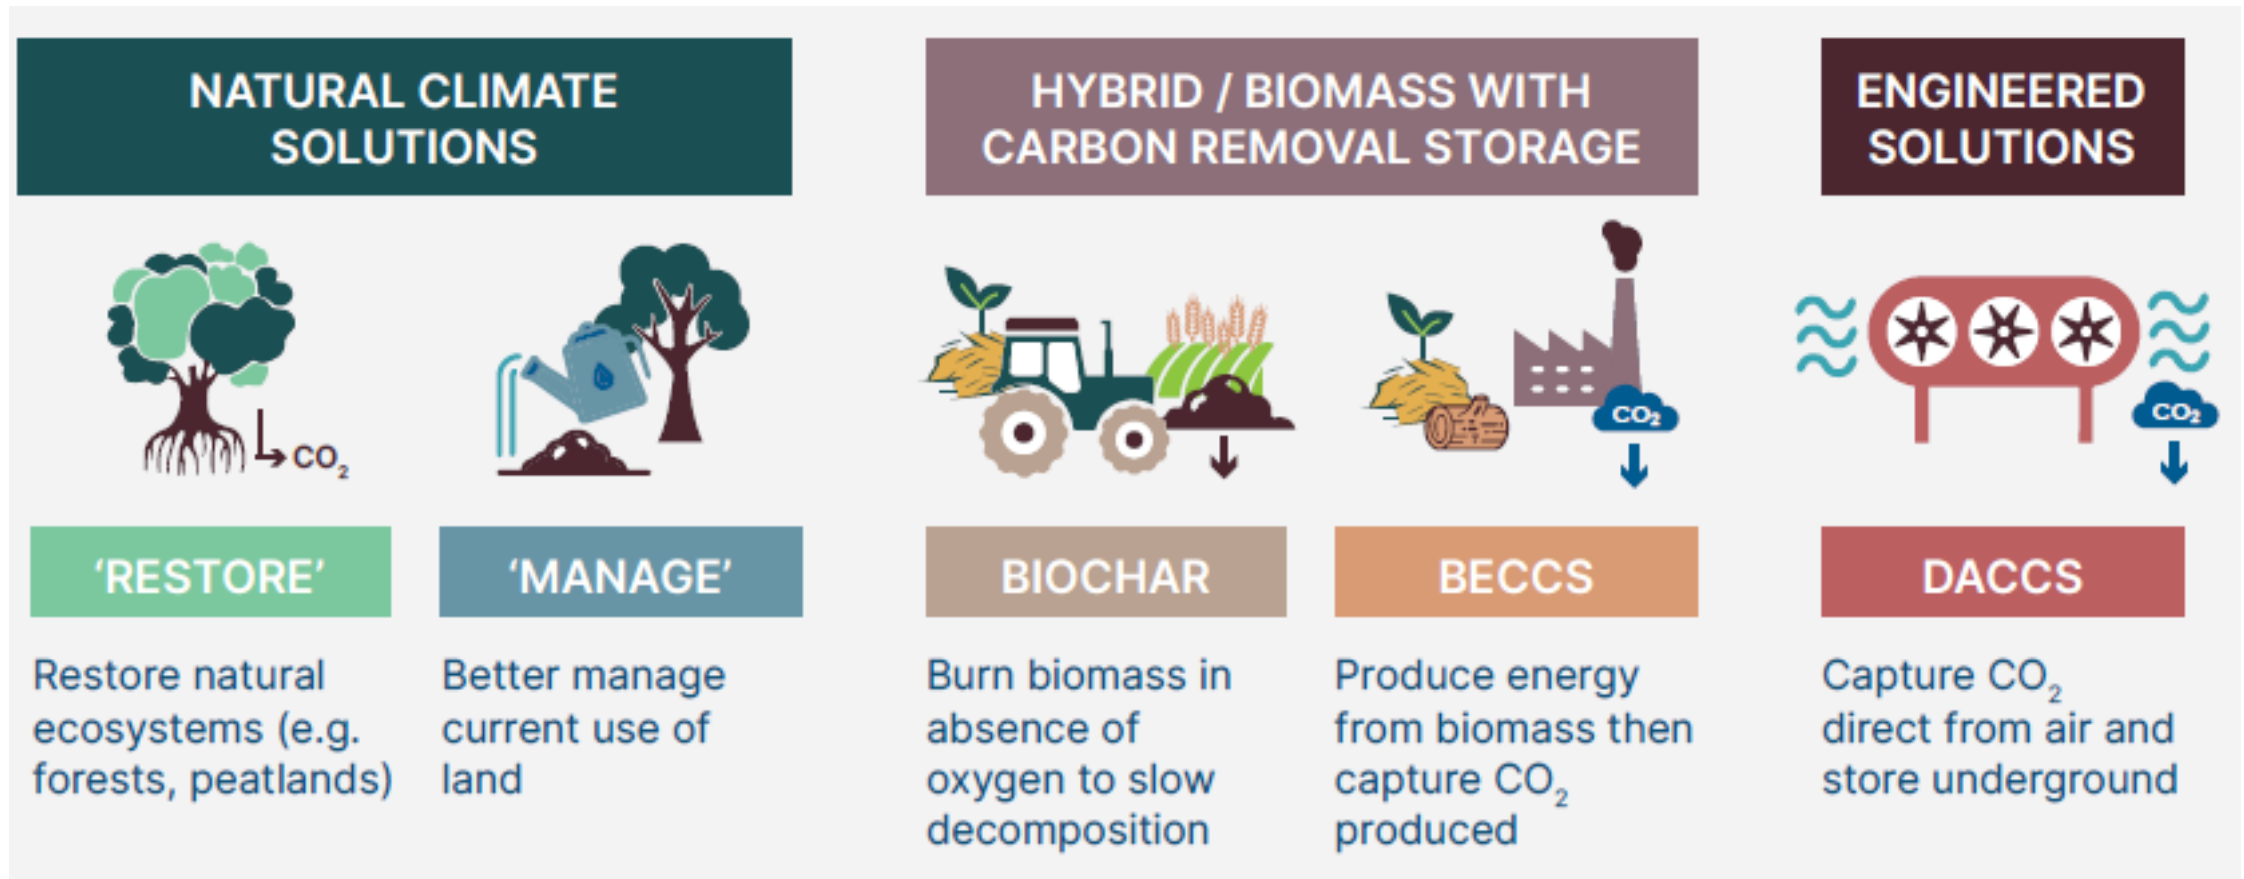 NATURAL CLIMATE
SOLUTIONS
HYBRID / BIOMASS WITH
CARBON REMOVAL STORAGE
ENGINEERED
SOLUTIONS
CO₂
CO₂
CO₂
‘RESTORE’
‘MANAGE’
BIOCHAR
BECCS
DACCS
Restore natural
ecosystems (e.g.
forests, peatlands)
Better manage
current use of
land
Burn biomass in
absence of
oxygen to slow
decomposition
Produce energy
from biomass then
capture CO₂
produced
Capture CO₂
direct from air and
store underground